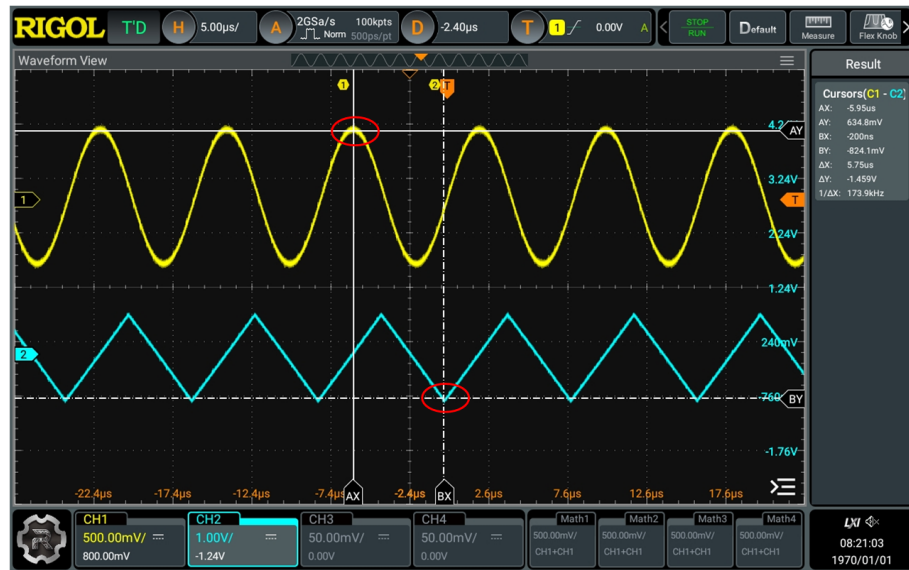 RIGOL T'D H 5.00μs/ A 2GSa/s 100kpts Norm 500ps/pt D -2.40μs T 1 0.00V A STOP RUN Default Measure Flex Knob
Waveform View
Result
1 2 T
Cursors(C1 - C2)
AX: -5.95us
AY: 634.8mV
BX: -200ns
BY: -824.1mV
ΔX: 5.75us
ΔY: -1.459V
1/ΔX: 173.9kHz
AY
3.24V
1 T
2.24V
1.24V
2 240mV
-760 BY
-1.76V
-22.4μs -17.4μs -12.4μs -7.4μs AX -2.4μs BX 2.6μs 7.6μs 12.6μs 17.6μs
CH1 CH2 CH3 CH4 Math1 Math2 Math3 Math4
500.00mV/ 1.00V/ 50.00mV/ 50.00mV/ 500.00mV/ 500.00mV/ 500.00mV/ 500.00mV/
800.00mV -1.24V 0.00V 0.00V CH1+CH1 CH1+CH1 CH1+CH1 CH1+CH1
LXI
08:21:03
1970/01/01